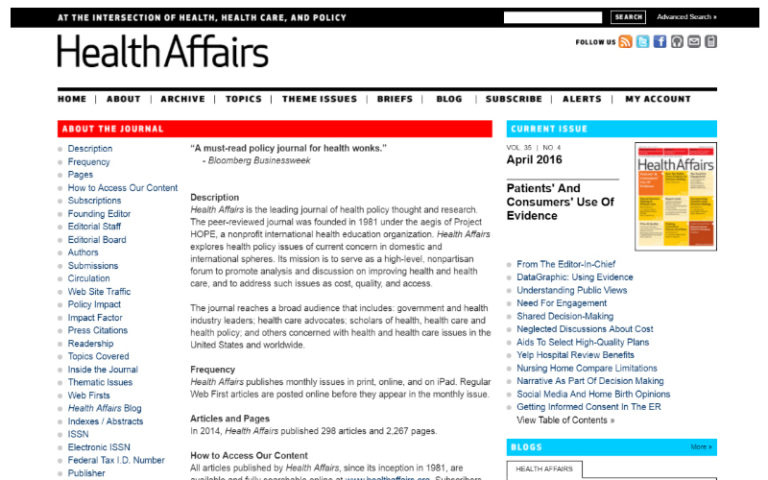 AT THE INTERSECTION OF HEALTH, HEALTH CARE, AND POLICY
SEARCH
Advanced Search »
HealthAffairs
FOLLOW US
HOME | ABOUT | ARCHIVE | TOPICS | THEME ISSUES | BRIEFS | BLOG | SUBSCRIBE | ALERTS | MY ACCOUNT
ABOUT THE JOURNAL
Description
Frequency
Pages
How to Access Our Content
Subscriptions
Founding Editor
Editorial Staff
Editorial Board
Authors
Submissions
Circulation
Web Site Traffic
Policy Impact
Impact Factor
Press Citations
Readership
Topics Covered
Inside the Journal
Thematic Issues
Web Firsts
Health Affairs Blog
Indexes / Abstracts
ISSN
Electronic ISSN
Federal Tax I.D. Number
Publisher
“A must-read policy journal for health wonks.”
- Bloomberg Businessweek
Description
Health Affairs is the leading journal of health policy thought and research.
The peer-reviewed journal was founded in 1981 under the aegis of Project
HOPE, a nonprofit international health education organization. Health Affairs
explores health policy issues of current concern in domestic and
international spheres. Its mission is to serve as a high-level, nonpartisan
forum to promote analysis and discussion on improving health and health
care, and to address such issues as cost, quality, and access.
The journal reaches a broad audience that includes: government and health
industry leaders; health care advocates; scholars of health, health care and
health policy; and others concerned with health and health care issues in the
United States and worldwide.
Frequency
Health Affairs publishes monthly issues in print, online, and on iPad. Regular
Web First articles are posted online before they appear in the monthly issue.
Articles and Pages
In 2014, Health Affairs published 298 articles and 2,267 pages.
How to Access Our Content
All articles published by Health Affairs, since its inception in 1981, are
available and fully searchable online at www.healthaffairs.org. Subscribers
CURRENT ISSUE
VOL. 35 | NO. 4
April 2016
Patients' And
Consumers' Use Of
Evidence
HealthAffairs
From The Editor-In-Chief
DataGraphic: Using Evidence
Understanding Public Views
Need For Engagement
Shared Decision-Making
Neglected Discussions About Cost
Aids To Select High-Quality Plans
Yelp Hospital Review Benefits
Nursing Home Compare Limitations
Narrative As Part Of Decision Making
Social Media And Home Birth Opinions
Getting Informed Consent In The ER
View Table of Contents »
BLOGS
More »
HEALTH AFFAIRS